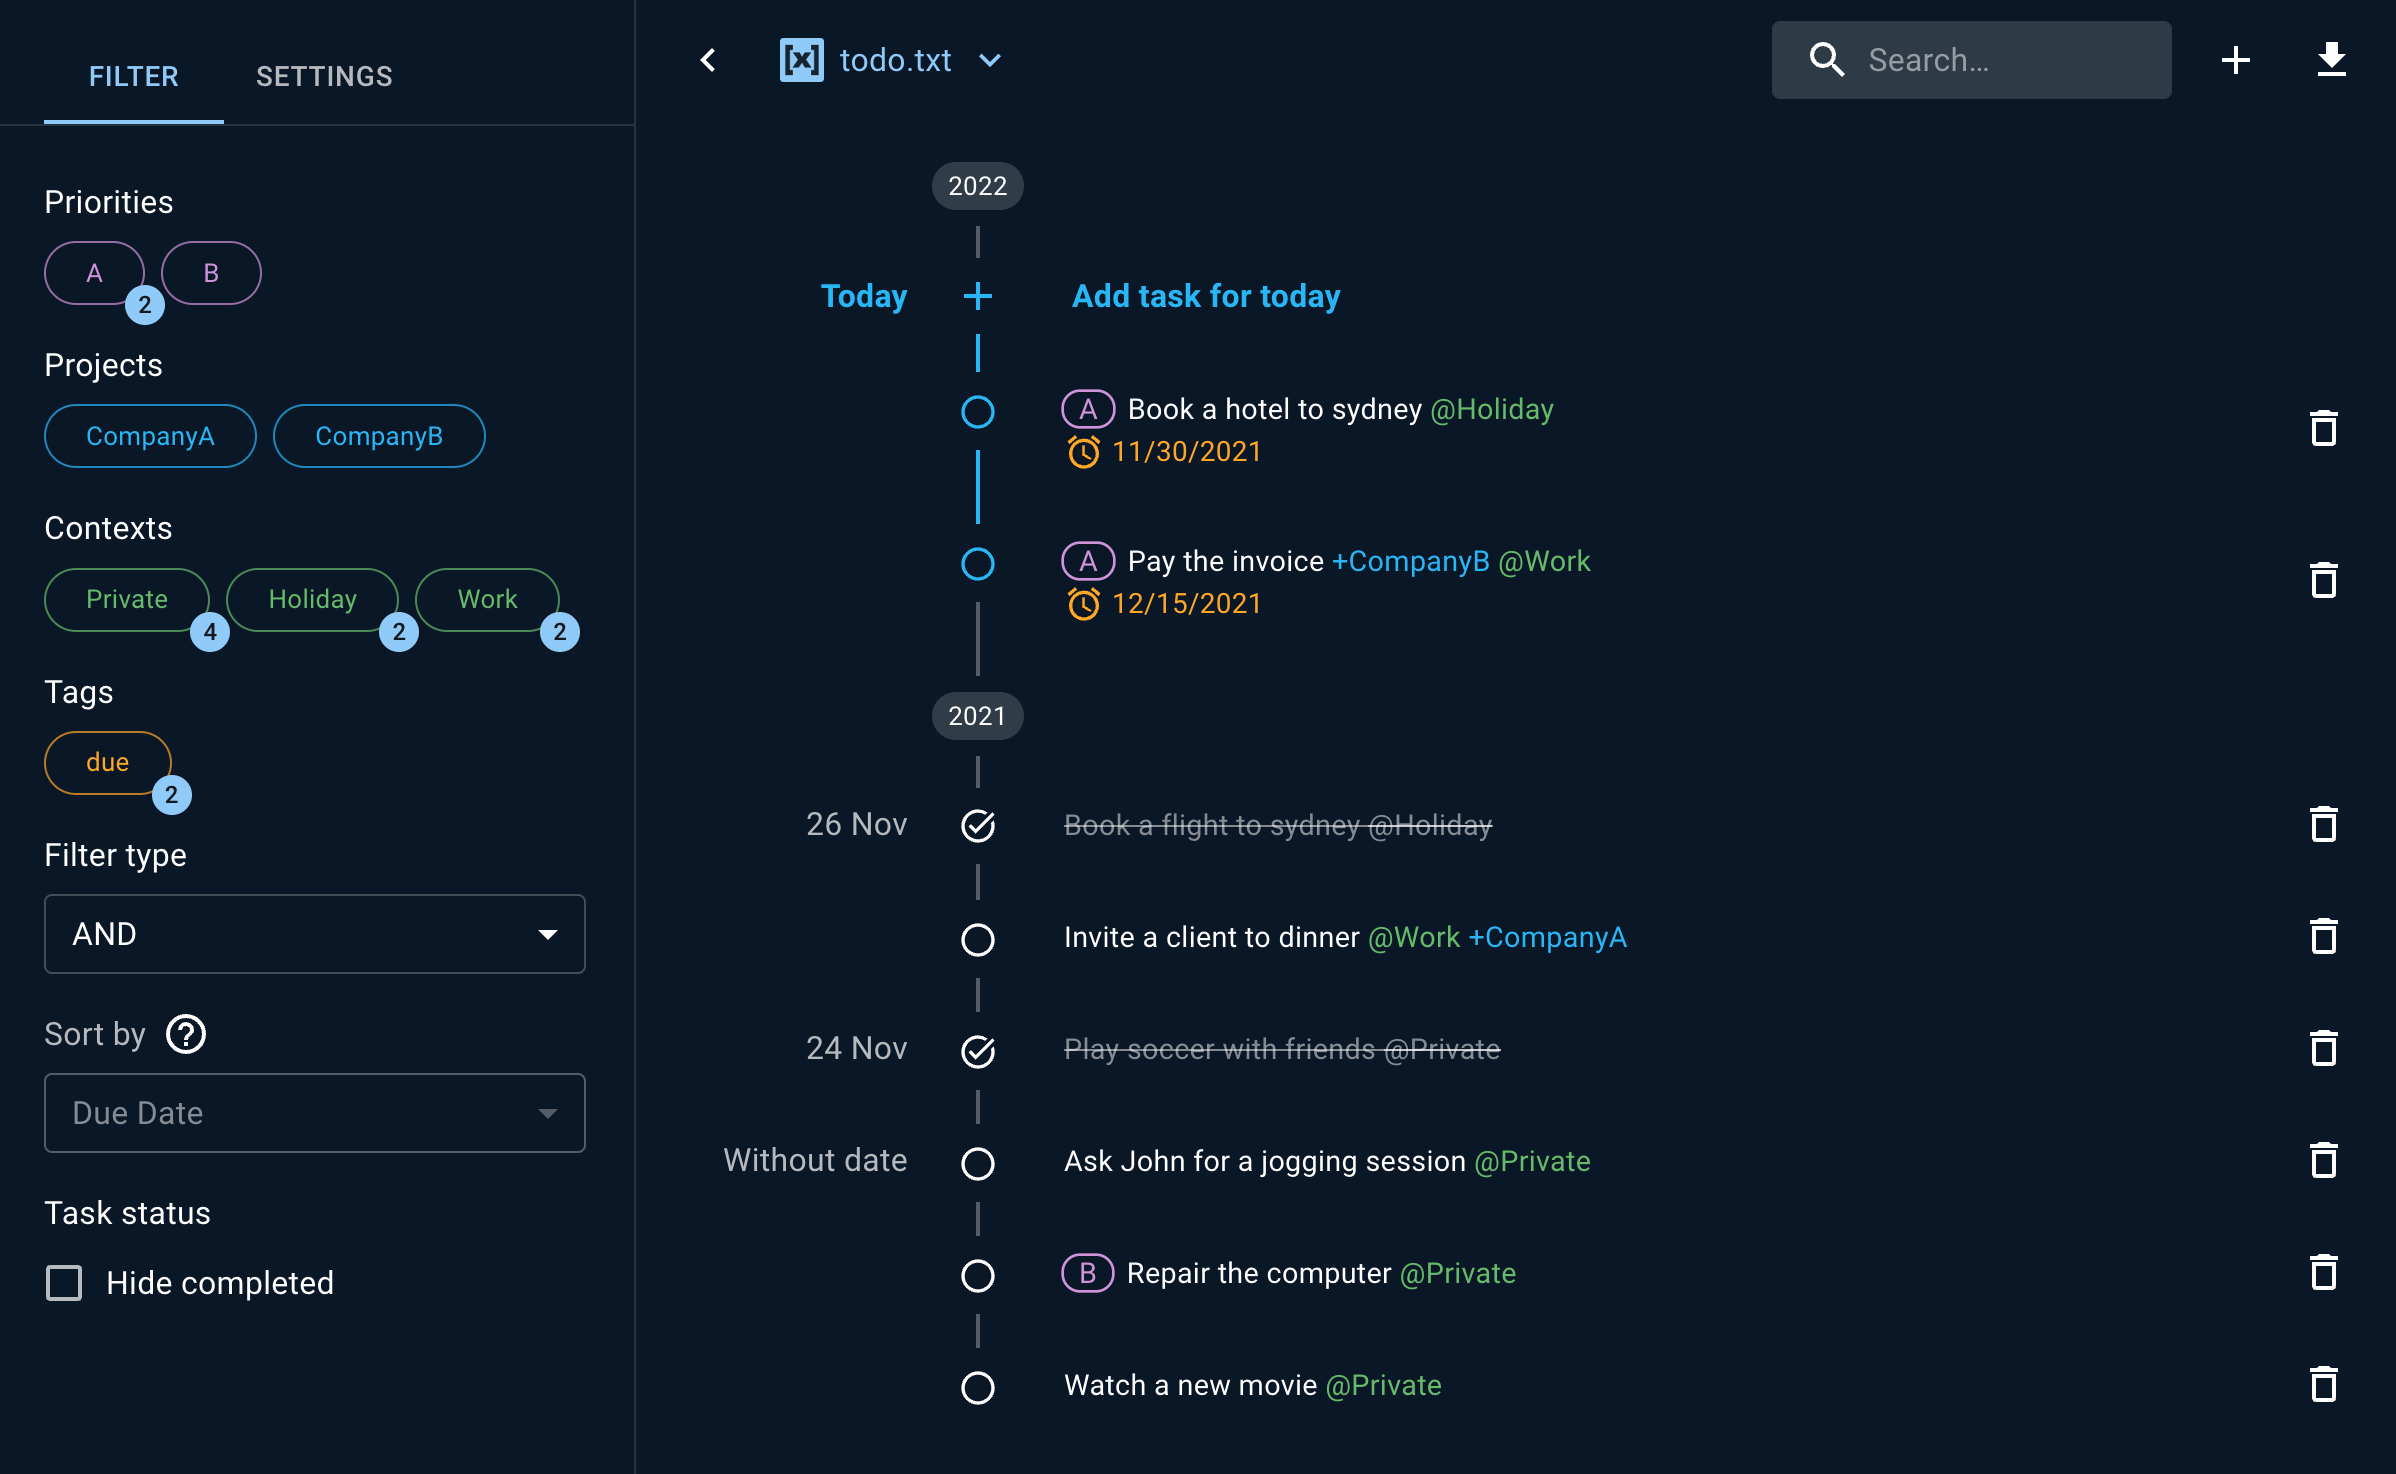 FILTER
SETTINGS
Priorities
A
2
B
Projects
CompanyA
CompanyB
Contexts
Private
4
Holiday
2
Work
2
Tags
due
2
Filter type
AND
Sort by
Due Date
Task status
Hide completed
[x] todo.txt
Search…
2022
Today
Add task for today
A Book a hotel to sydney @Holiday
11/30/2021
A Pay the invoice +CompanyB @Work
12/15/2021
2021
26 Nov
Book a flight to sydney @Holiday
Invite a client to dinner @Work +CompanyA
24 Nov
Play soccer with friends @Private
Without date
Ask John for a jogging session @Private
B Repair the computer @Private
Watch a new movie @Private